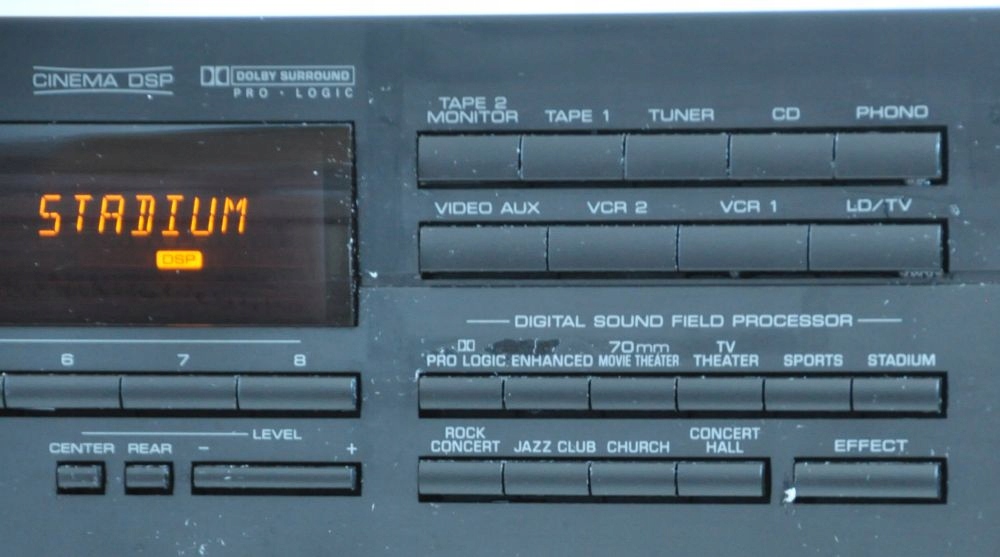 CINEMA DSP
DOLBY SURROUND
PRO · LOGIC
STADIUM
DSP
TAPE 2
MONITOR TAPE 1 TUNER CD PHONO
VIDEO AUX VCR 2 VCR 1 LD/TV
DIGITAL SOUND FIELD PROCESSOR
PRO LOGIC ENHANCED
70mm
MOVIE THEATER
TV
THEATER
SPORTS
STADIUM
6 7 8
ROCK
CONCERT
JAZZ CLUB
CHURCH
CONCERT
HALL
EFFECT
LEVEL
CENTER REAR – +